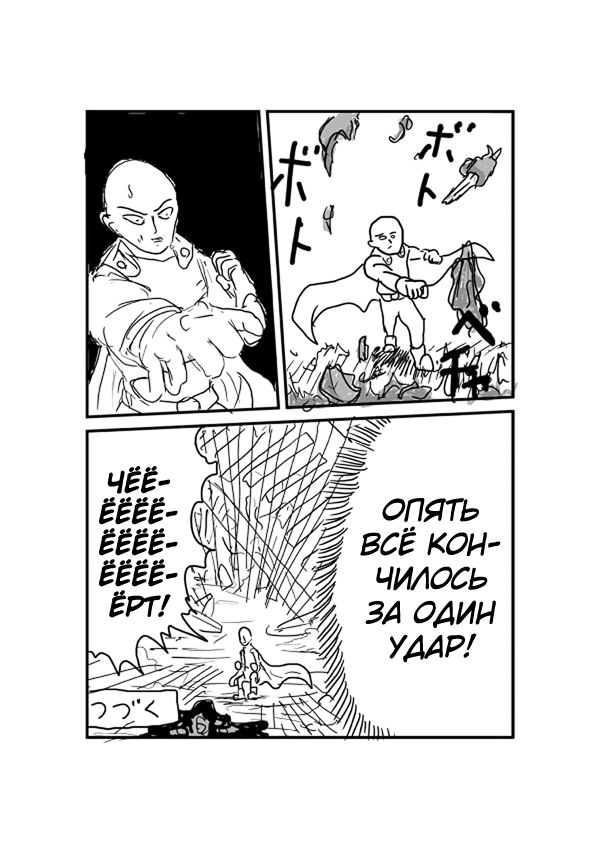 ボト
ボト
ベチャ
ОПЯТЬ
ВСЁ КОН-
ЧИЛОСЬ
ЗА ОДИН
УДАР!
ЧЁЁ-
ЁЁЁЁ-
ЁЁЁЁ-
ЁЁЁЁ-
ЁРТ!
つづく